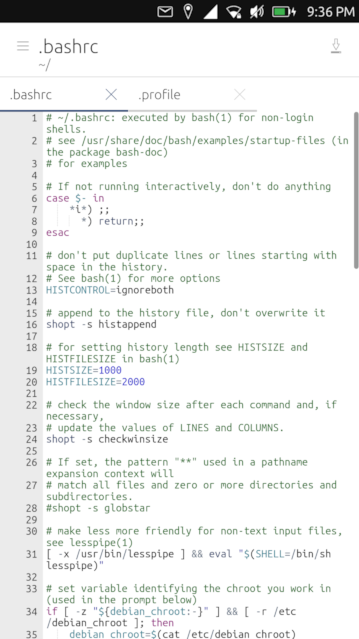 9:36 PM
.bashrc
~/
.bashrc
.profile
1 # ~/.bashrc: executed by bash(1) for non-login
shells.
2 # see /usr/share/doc/bash/examples/startup-files (in
the package bash-doc)
3 # for examples
4
5 # If not running interactively, don't do anything
6 case $- in
7     *i*) ;;
8       *) return;;
9 esac
10
11 # don't put duplicate lines or lines starting with
space in the history.
12 # See bash(1) for more options
13 HISTCONTROL=ignoreboth
14
15 # append to the history file, don't overwrite it
16 shopt -s histappend
17
18 # for setting history length see HISTSIZE and
HISTFILESIZE in bash(1)
19 HISTSIZE=1000
20 HISTFILESIZE=2000
21
22 # check the window size after each command and, if
necessary,
23 # update the values of LINES and COLUMNS.
24 shopt -s checkwinsize
25
26 # If set, the pattern "**" used in a pathname
expansion context will
27 # match all files and zero or more directories and
subdirectories.
28 #shopt -s globstar
29
30 # make less more friendly for non-text input files,
see lesspipe(1)
31 [ -x /usr/bin/lesspipe ] && eval "$(SHELL=/bin/sh
lesspipe)"
32
33 # set variable identifying the chroot you work in
(used in the prompt below)
34 if [ -z "${debian_chroot:-}" ] && [ -r /etc
/debian_chroot ]; then
35     debian_chroot=$(cat /etc/debian_chroot)